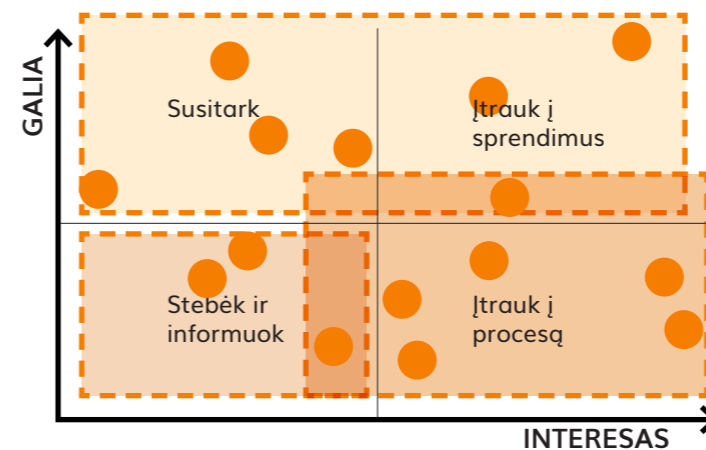 GALIA
Susitark
Įtrauk į
sprendimus
Stebėk ir
informuok
Įtrauk į
procesą
INTERESAS